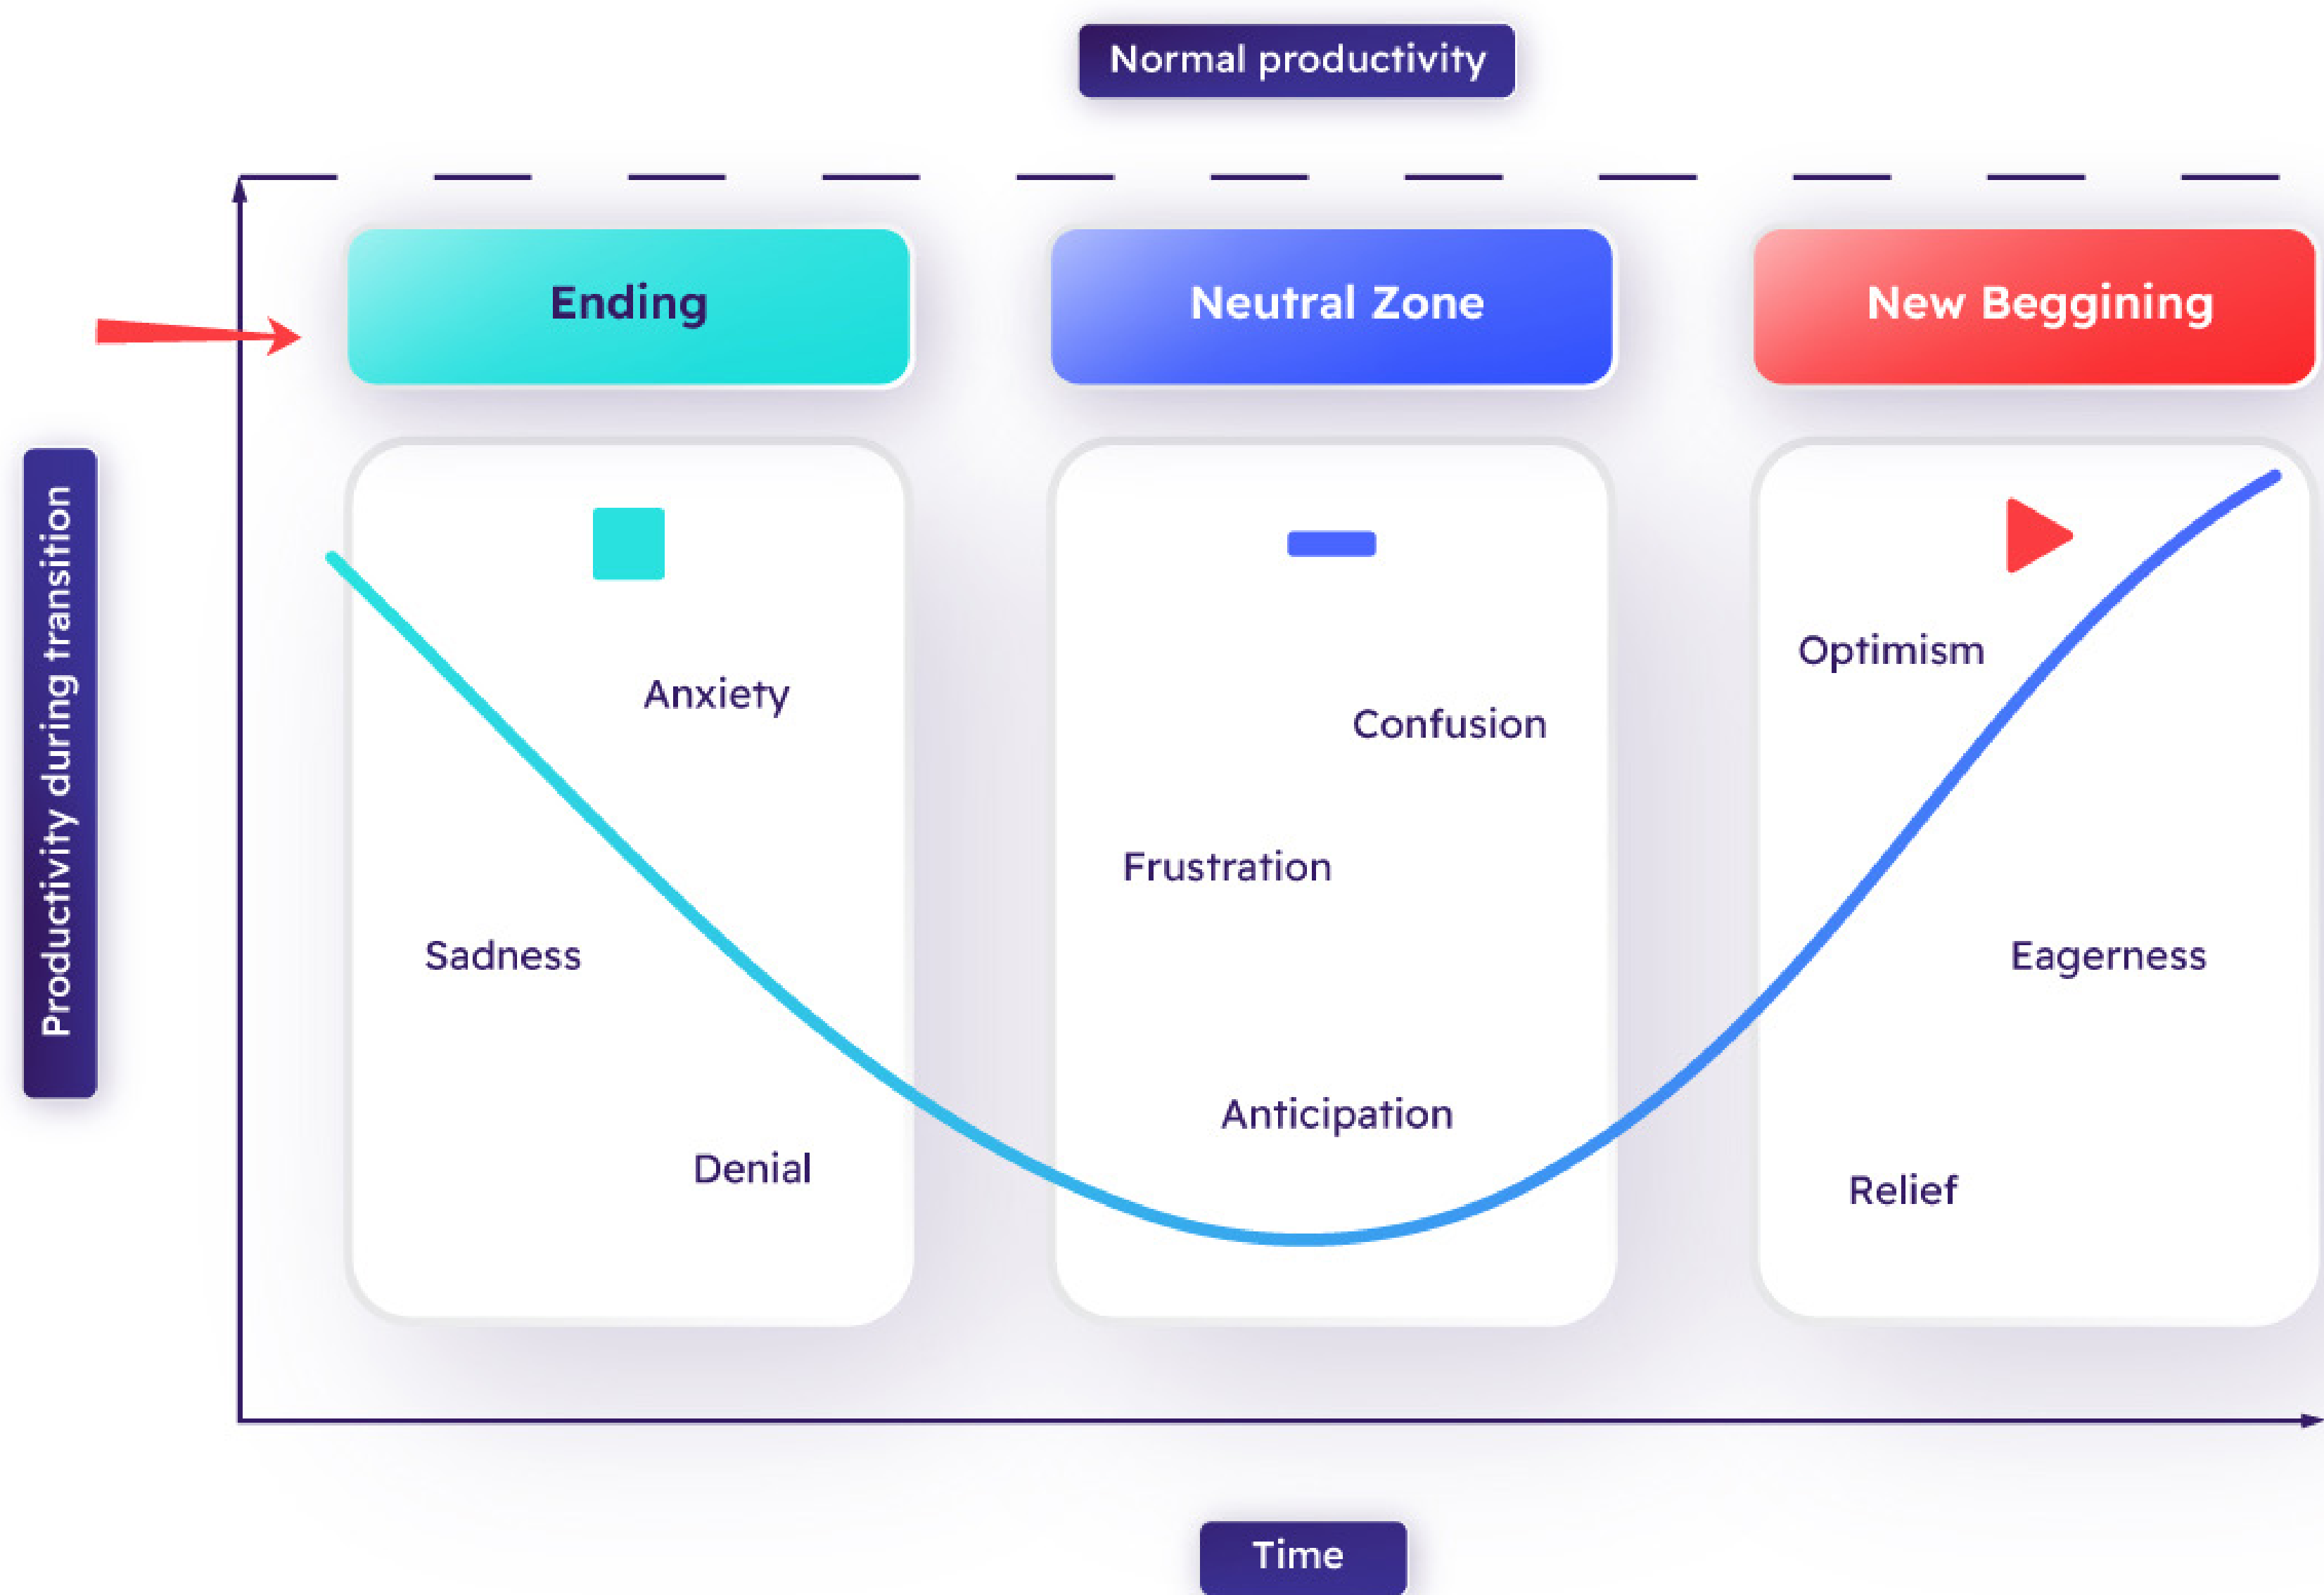 Normal productivity
Ending
Neutral Zone
New Beggining
Productivity during transition
Anxiety
Sadness
Denial
Confusion
Frustration
Anticipation
Optimism
Eagerness
Relief
Time